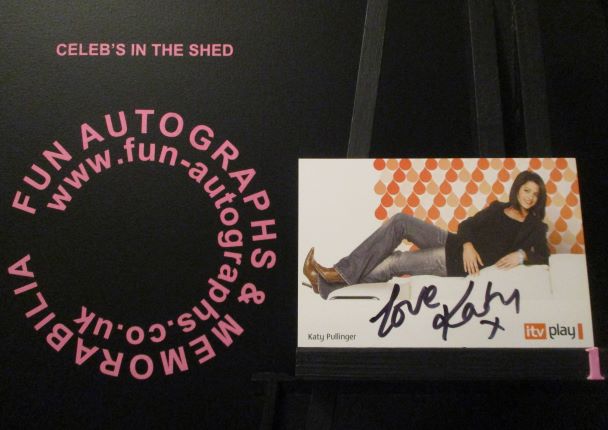 CELEB'S IN THE SHED
FUN AUTOGRAPHS & MEMORABILIA
www.fun-autographs.co.uk
Love Katy
x
Katy Pullinger
itv play
1